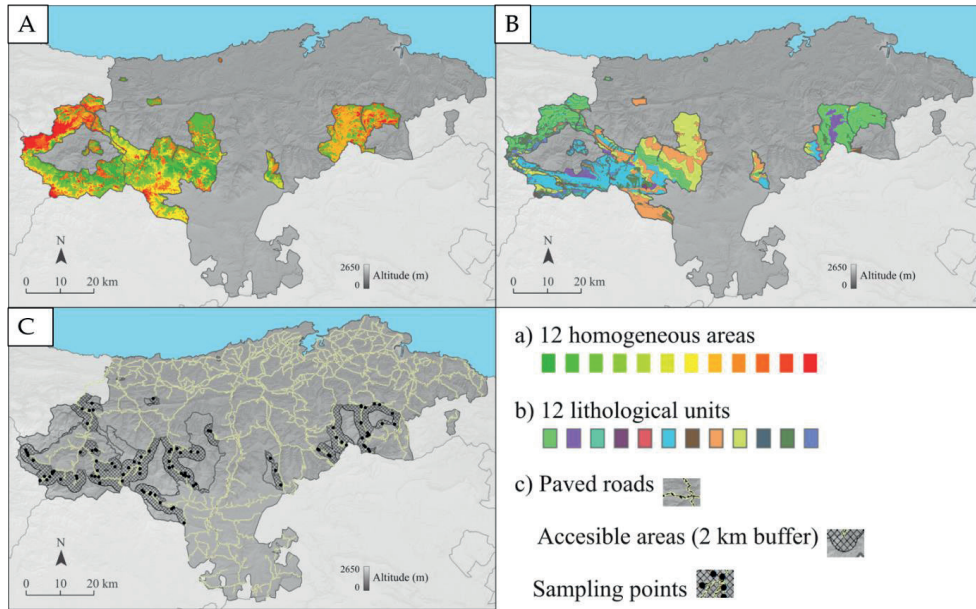 A
N
0 10 20 km
2650
0
Altitude (m)
B
N
0 10 20 km
2650
0
Altitude (m)
C
N
0 10 20 km
2650
0
Altitude (m)
a) 12 homogeneous areas
b) 12 lithological units
c) Paved roads
Accesible areas (2 km buffer)
Sampling points